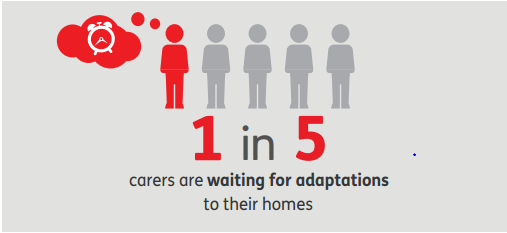 1 in 5
carers are waiting for adaptations
to their homes